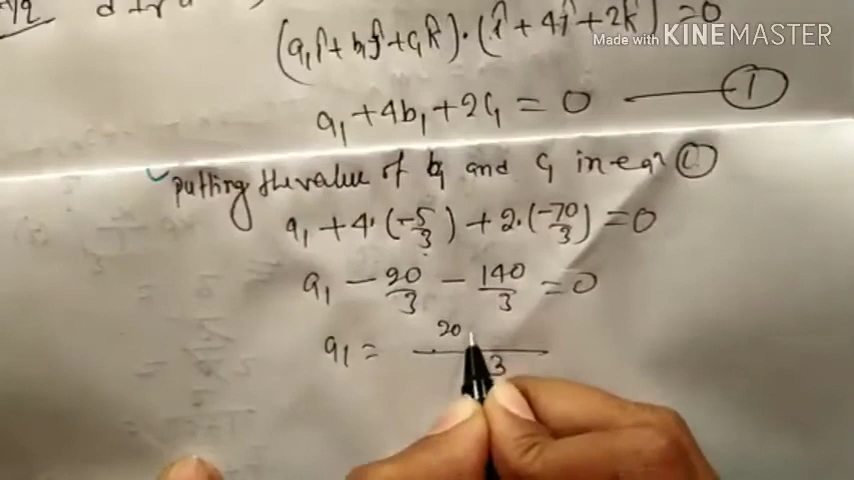 (a₁î + b₁ĵ + c₁k̂)·(î + 4ĵ + 2k̂) = 0
Made with KINEMASTER
a₁ + 4b₁ + 2c₁ = 0 — ①
putting the value of b₁ and c₁ in eqn ①
a₁ + 4·(-5/3) + 2·(-70/3) = 0
a₁ - 20/3 - 140/3 = 0
a₁ = 20 / 3